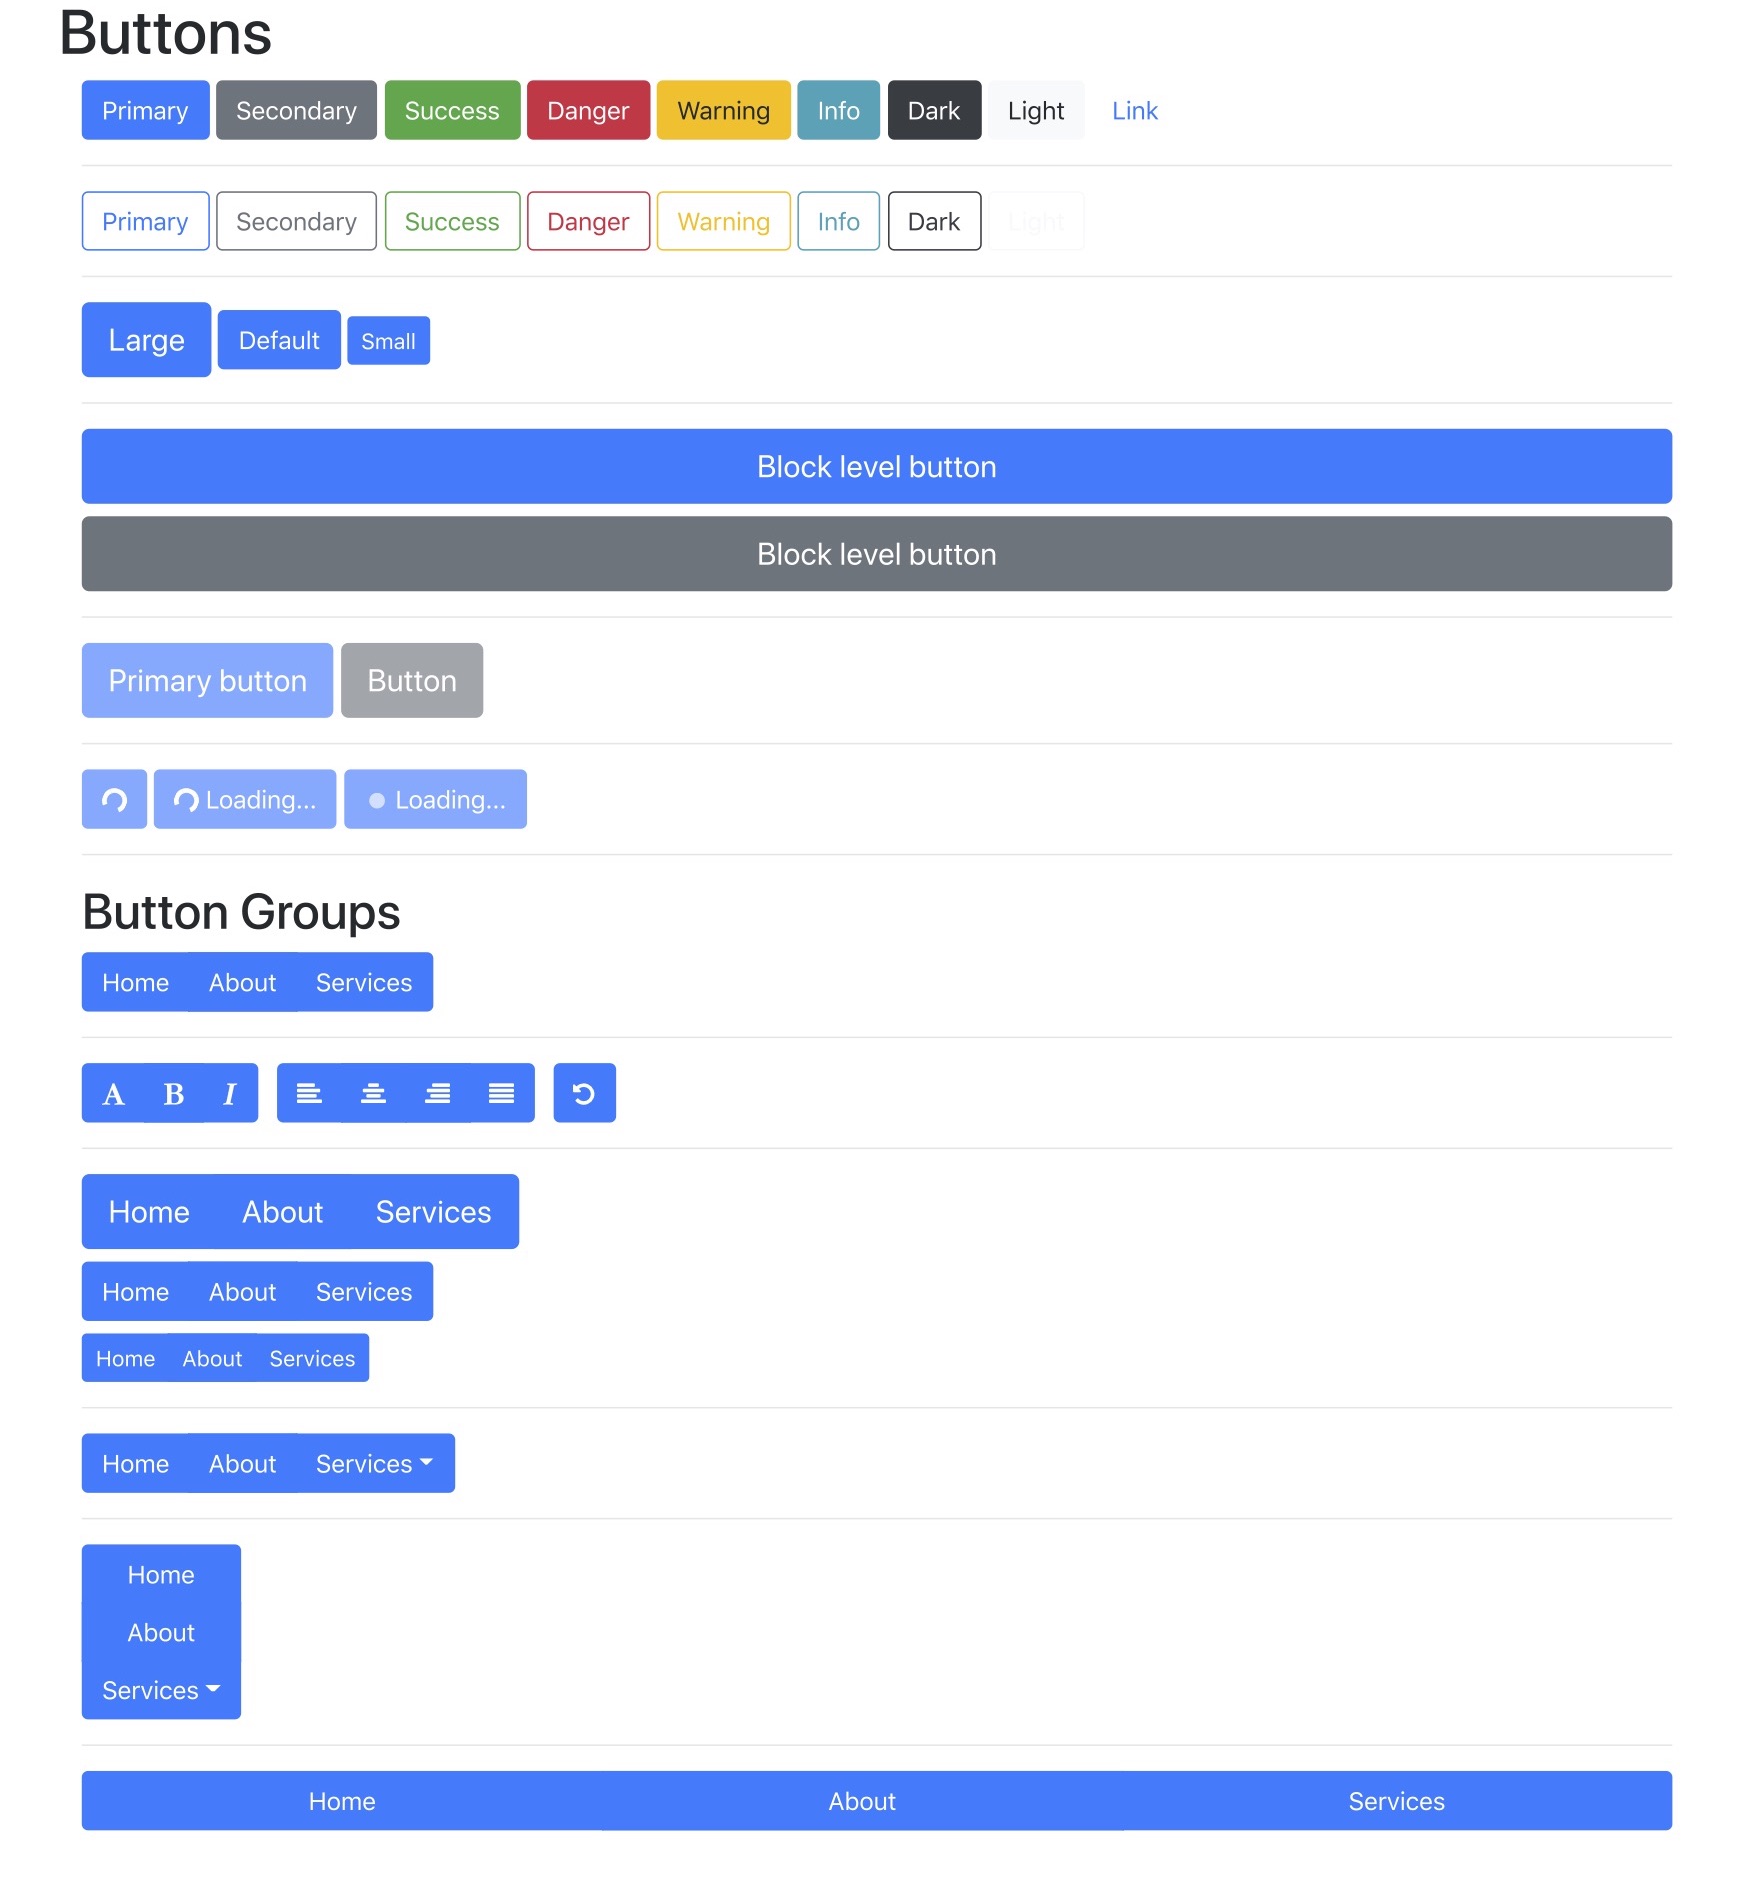 Buttons
Primary Secondary Success Danger Warning Info Dark Light Link
Primary Secondary Success Danger Warning Info Dark Light
Large Default Small
Block level button
Block level button
Primary button Button
Loading... Loading...
Button Groups
Home About Services
A B I
Home About Services
Home About Services
Home About Services
Home About Services
Home
About
Services
Home About Services